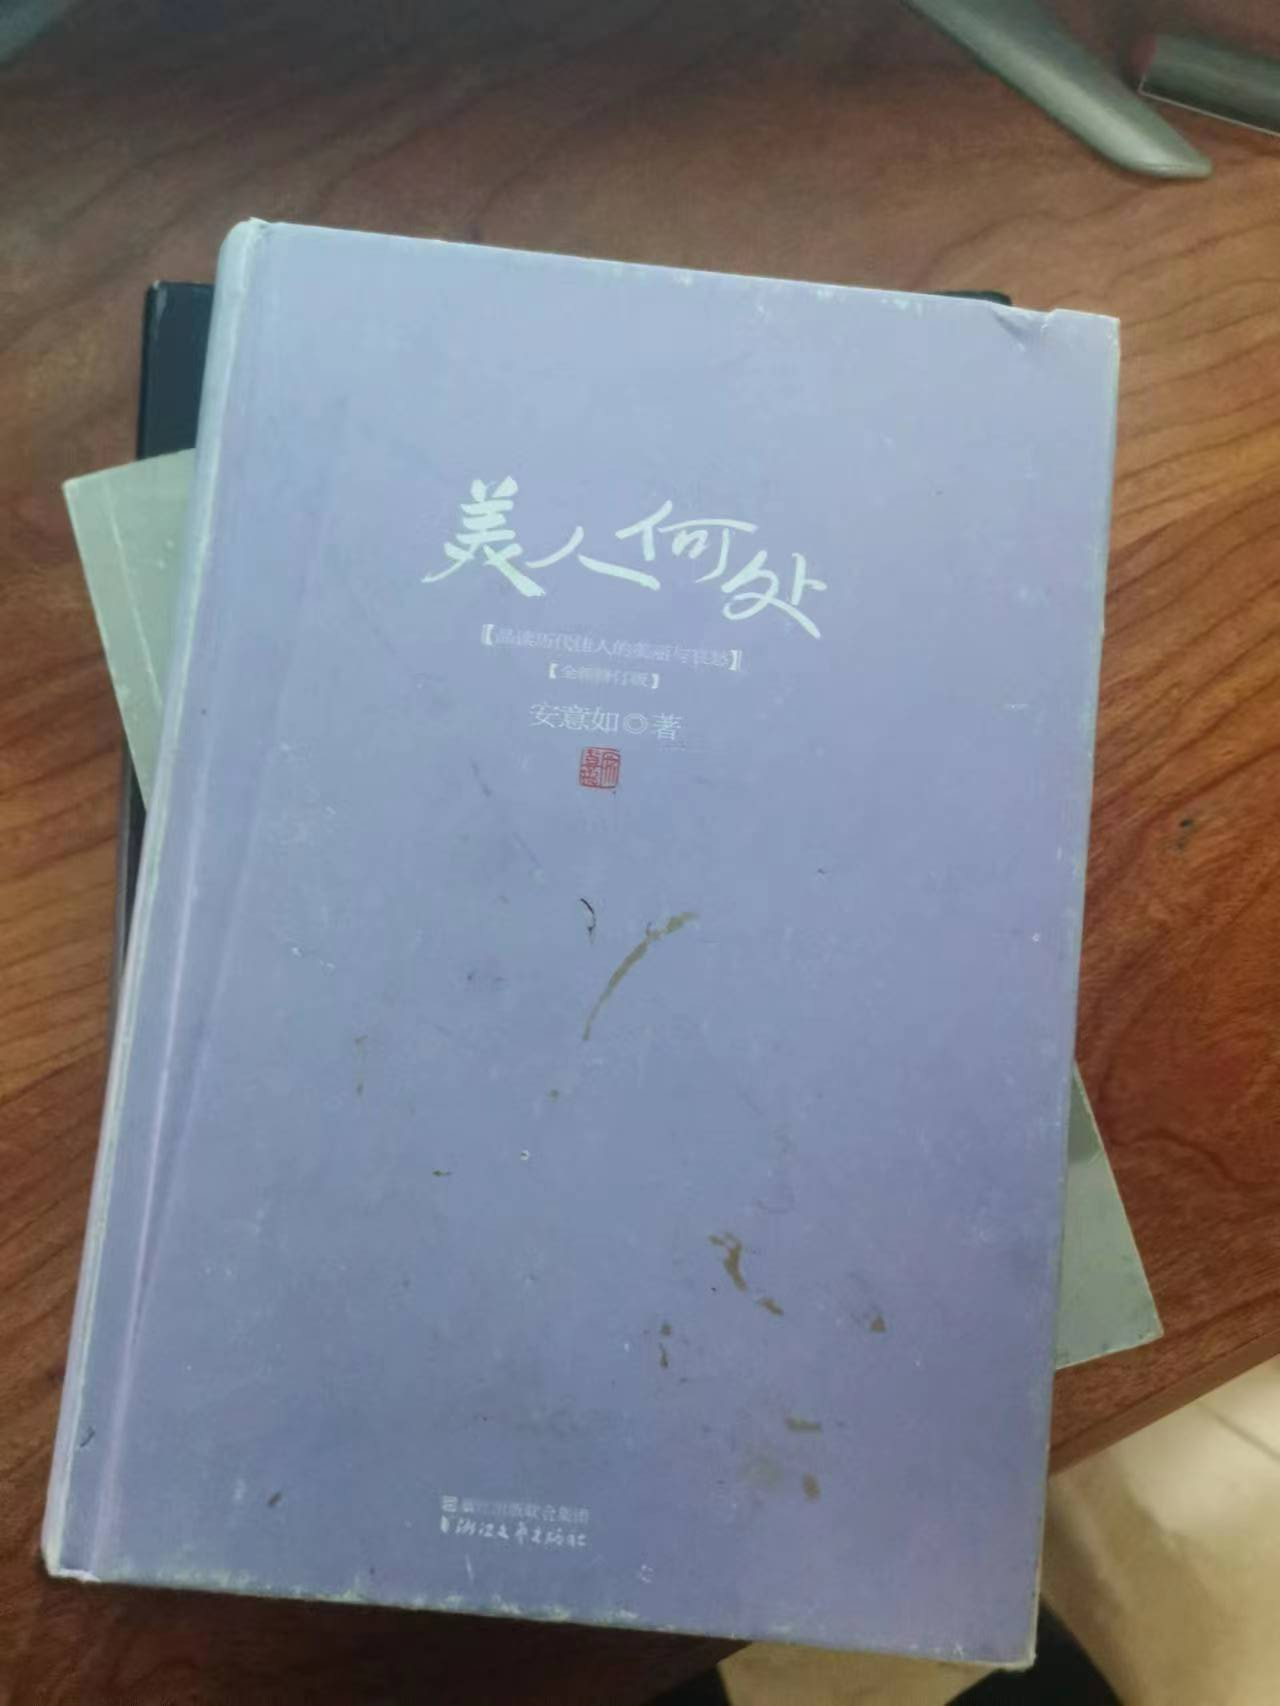 美人何处
【品读历代佳人的美丽与哀愁】
【全新修订版】
安意如◎著
浙江出版联合集团
浙江文艺出版社